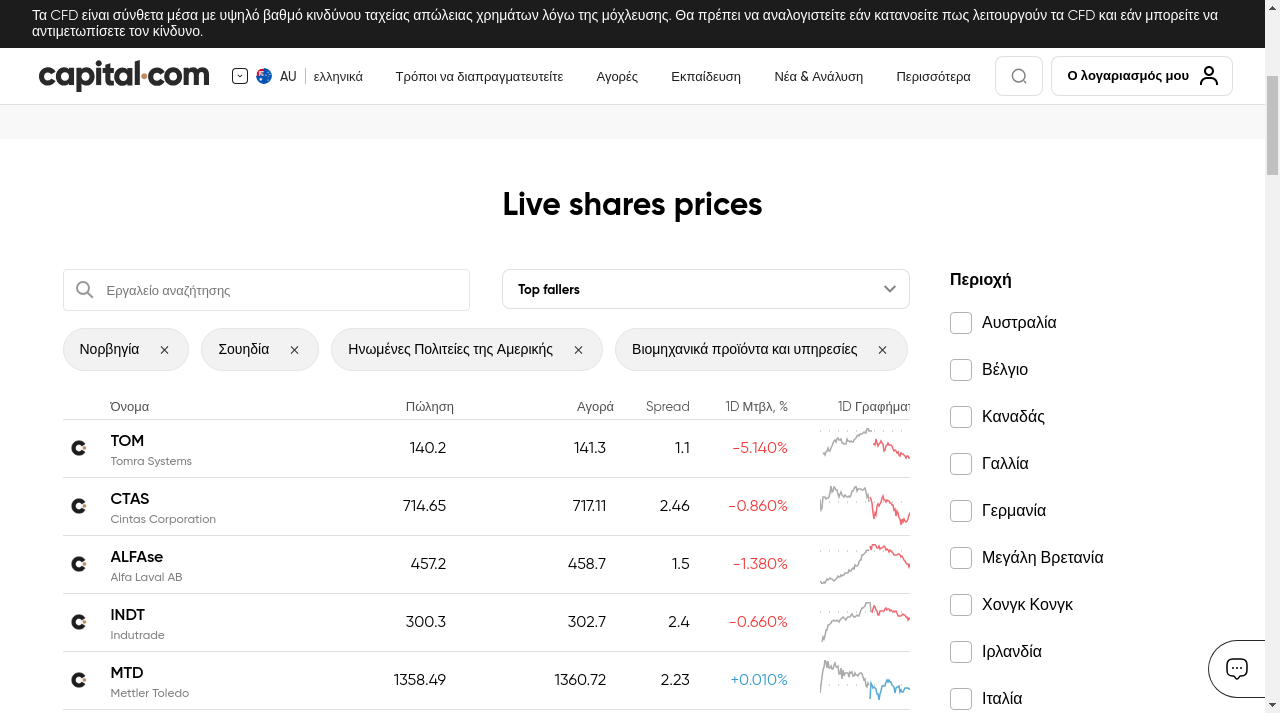 Τα CFD είναι σύνθετα μέσα με υψηλό βαθμό κινδύνου ταχείας απώλειας χρημάτων λόγω της μόχλευσης. Θα πρέπει να αναλογιστείτε εάν κατανοείτε πως λειτουργούν τα CFD και εάν μπορείτε να
αντιμετωπίσετε τον κίνδυνο.
capital.com AU ελληνικά Τρόποι να διαπραγματευτείτε Αγορές Εκπαίδευση Νέα & Ανάλυση Περισσότερα Ο λογαριασμός μου
Live shares prices
Εργαλείο αναζήτησης Top fallers
Νορβηγία Σουηδία Ηνωμένες Πολιτείες της Αμερικής Βιομηχανικά προϊόντα και υπηρεσίες
Όνομα Πώληση Αγορά Spread 1D Μτβλ, % 1D Γραφήματ
TOM 140.2 141.3 1.1 -5.140%
Tomra Systems
CTAS 714.65 717.11 2.46 -0.860%
Cintas Corporation
ALFAse 457.2 458.7 1.5 -1.380%
Alfa Laval AB
INDT 300.3 302.7 2.4 -0.660%
Indutrade
MTD 1358.49 1360.72 2.23 +0.010%
Mettler Toledo
Περιοχή
Αυστραλία
Βέλγιο
Καναδάς
Γαλλία
Γερμανία
Μεγάλη Βρετανία
Χονγκ Κονγκ
Ιρλανδία
Ιταλία